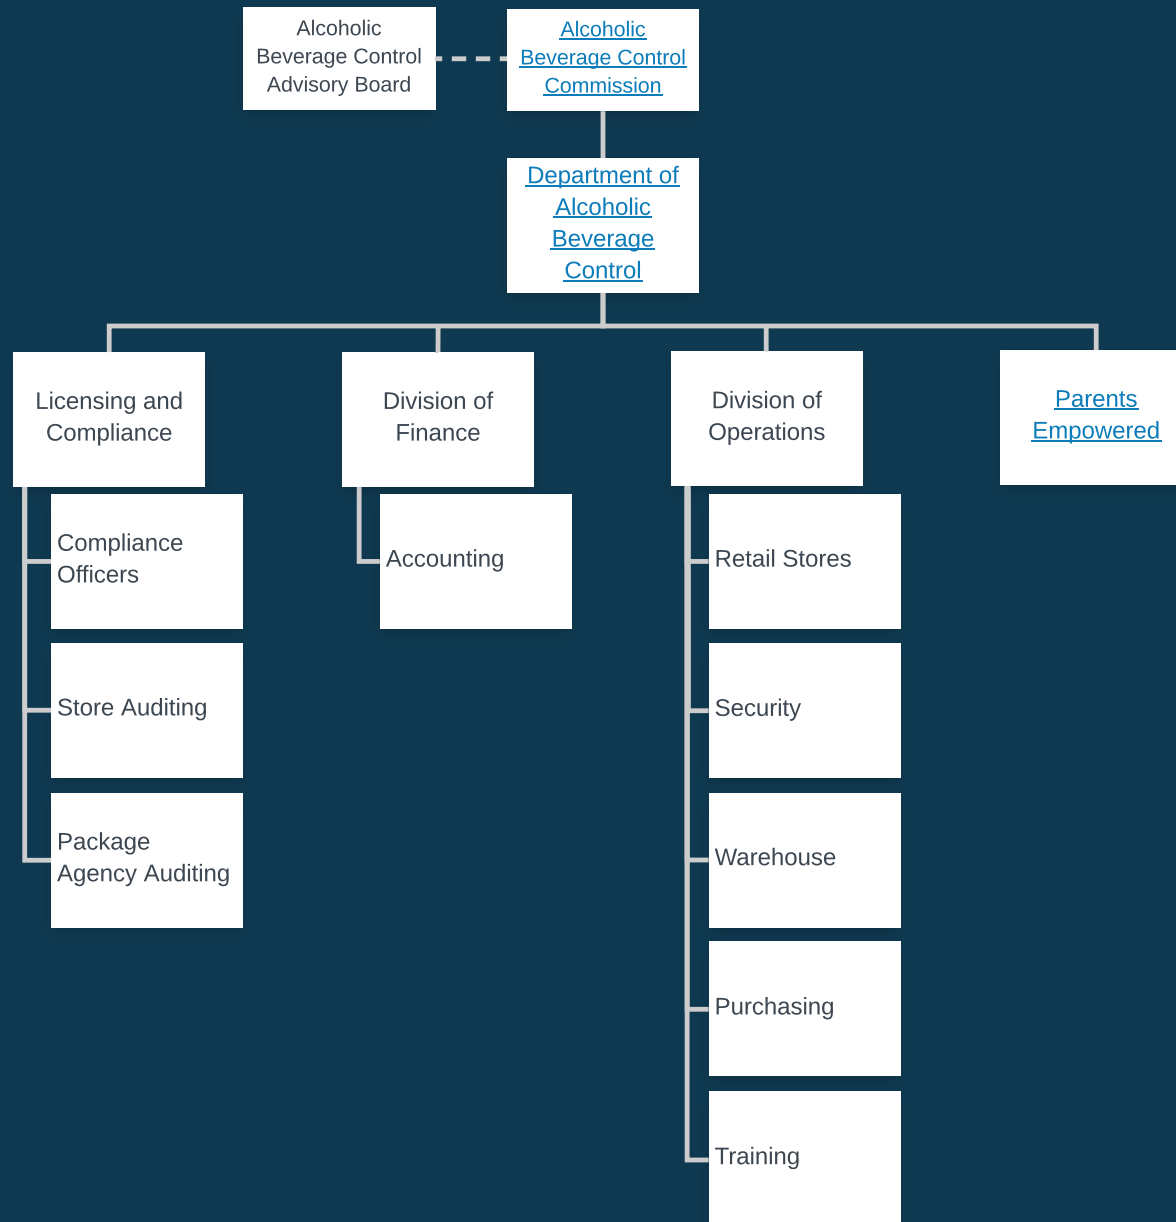 Alcoholic
Beverage Control
Advisory Board
Alcoholic
Beverage Control
Commission
Department of
Alcoholic
Beverage
Control
Licensing and
Compliance
Division of
Finance
Division of
Operations
Parents
Empowered
Compliance
Officers
Store Auditing
Package
Agency Auditing
Accounting
Retail Stores
Security
Warehouse
Purchasing
Training